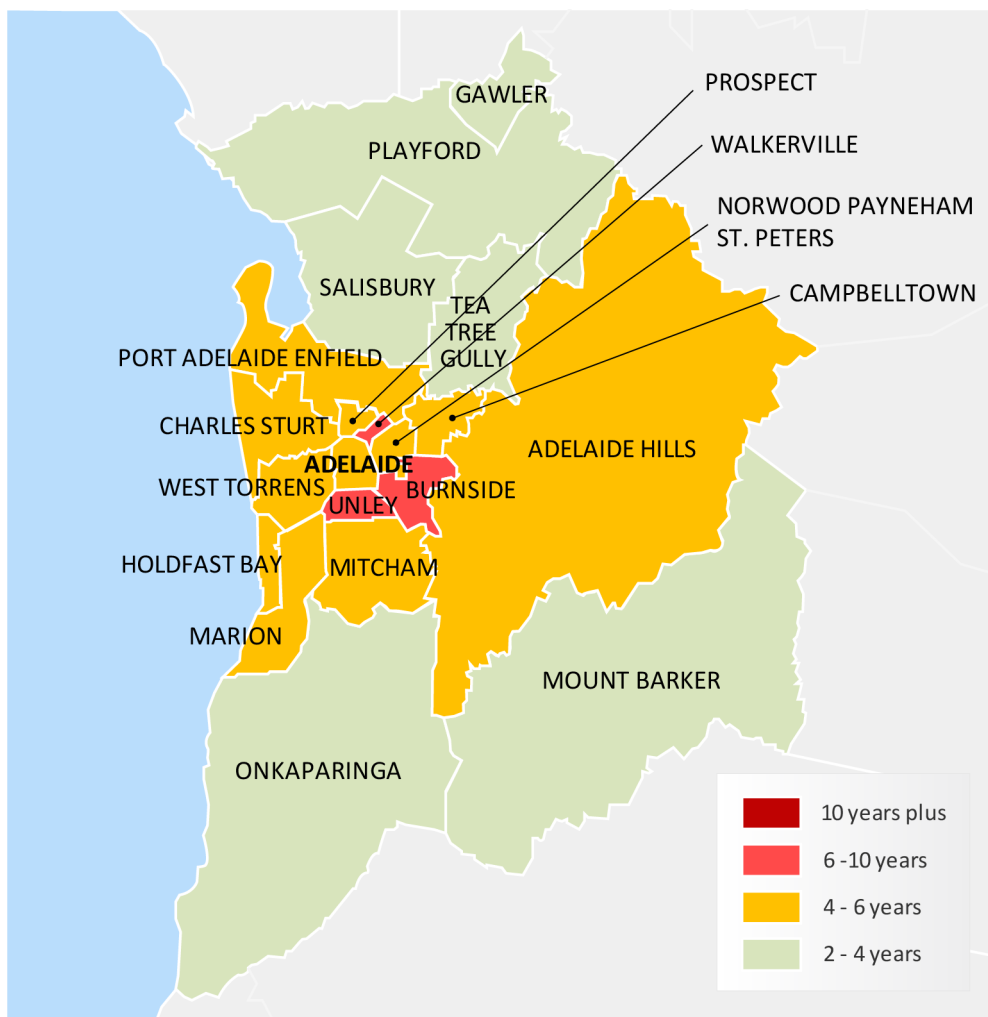 GAWLER
PROSPECT
PLAYFORD
WALKERVILLE
NORWOOD PAYNEHAM
ST. PETERS
SALISBURY
CAMPBELLTOWN
TEA
TREE
GULLY
PORT ADELAIDE ENFIELD
CHARLES STURT
ADELAIDE HILLS
ADELAIDE
WEST TORRENS
BURNSIDE
UNLEY
HOLDFAST BAY
MITCHAM
MARION
MOUNT BARKER
ONKAPARINGA
10 years plus
6 -10 years
4 - 6 years
2 - 4 years